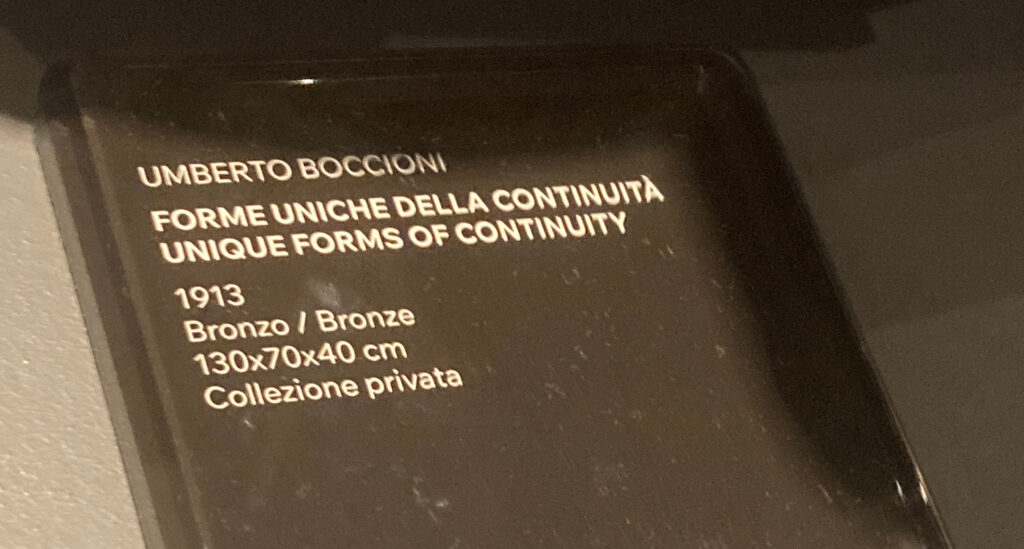 UMBERTO BOCCIONI
FORME UNICHE DELLA CONTINUITÀ
UNIQUE FORMS OF CONTINUITY
1913
Bronzo / Bronze
130x70x40 cm
Collezione privata